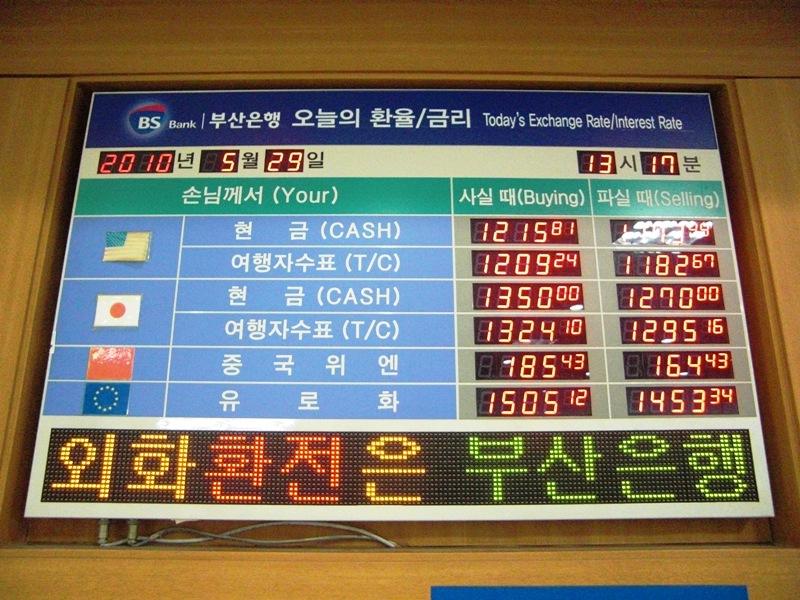 BS Bank | 부산은행 오늘의 환율/금리 Today's Exchange Rate/Interest Rate
2010년 5월 29일 13시 17분
손님께서 (Your) 사실 때(Buying) 파실 때(Selling)
현 금 (CASH) 1215.81
여행자수표 (T/C) 1209.24 1182.67
현 금 (CASH) 1350.00 1270.00
여행자수표 (T/C) 1324.10 1295.16
중 국 위 엔 185.43 164.43
유 로 화 1505.12 1453.34
외화환전은 부산은행